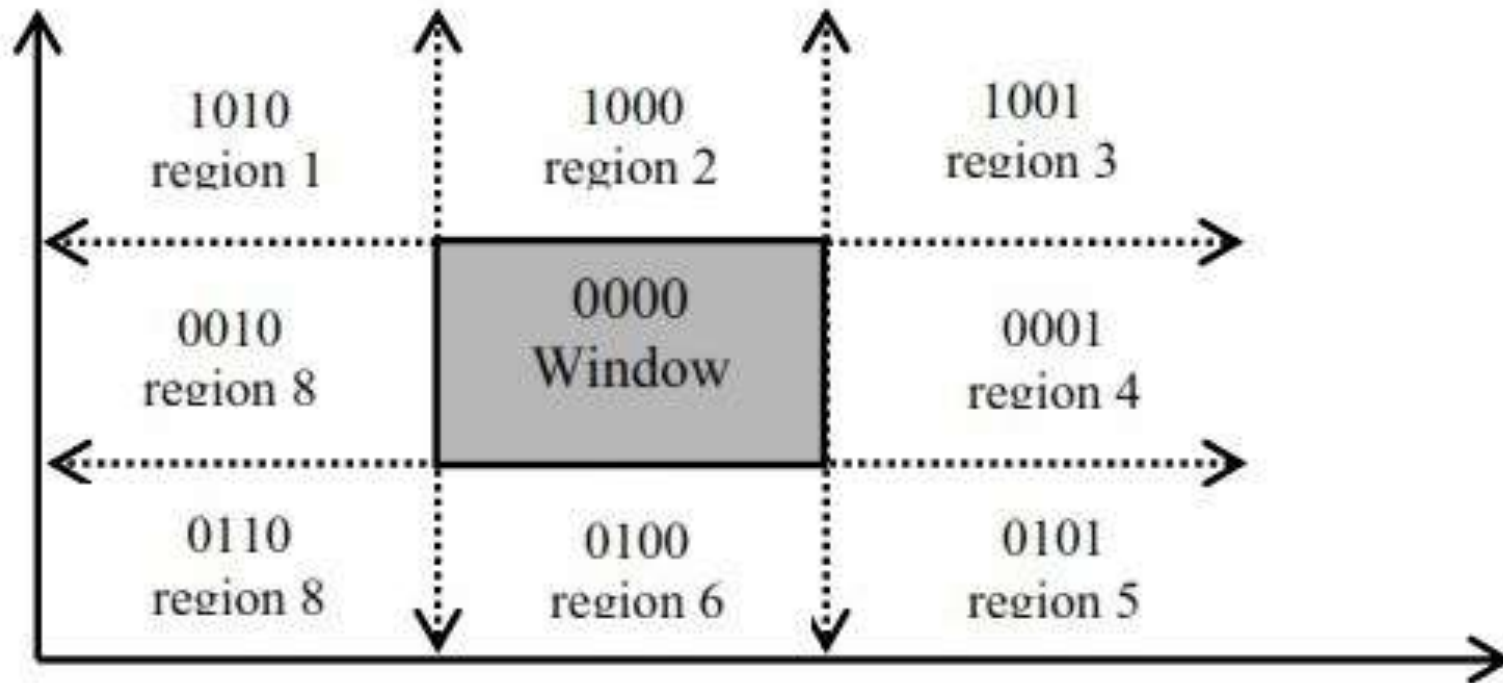 1010
region 1
1000
region 2
1001
region 3
0010
region 8
0000
Window
0001
region 4
0110
region 8
0100
region 6
0101
region 5